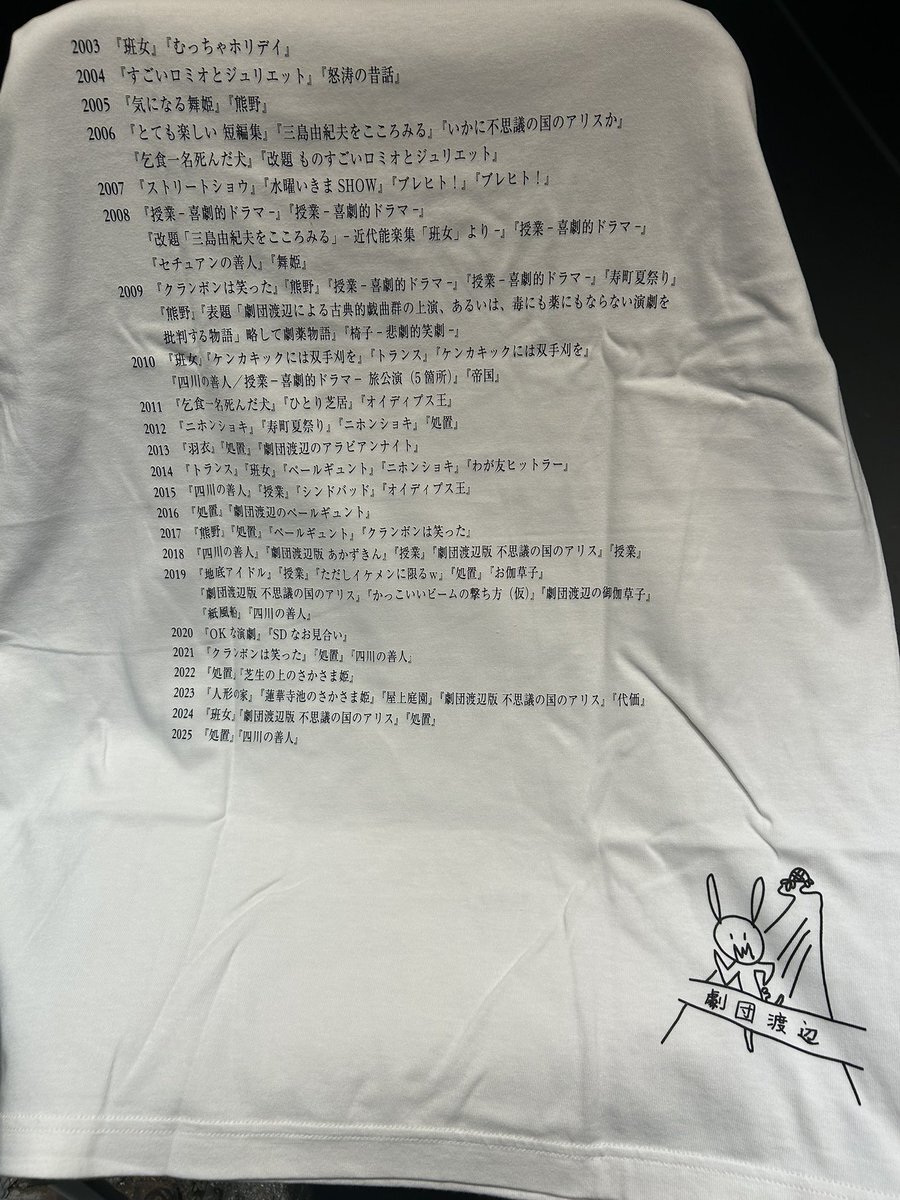 2003 『班女』『むっちゃホリデイ』
2004 『すごいロミオとジュリエット』『怒涛の昔話』
2005 『気になる舞姫』『熊野』
2006 『とても楽しい 短編集』『三島由紀夫をこころみる』『いかに不思議の国のアリスか』
『乞食一名死んだ犬』『改題 ものすごいロミオとジュリエット』
2007 『ストリートショウ』『水曜いきま SHOW』『ブレヒト！』『ブレヒト！』
2008 『授業－喜劇的ドラマ－』『授業－喜劇的ドラマ－』
『改題「三島由紀夫をこころみる」－近代能楽集「班女」より－』『授業－喜劇的ドラマ－』
『セチュアンの善人』『舞姫』
2009 『クランボンは笑った』『熊野』『授業－喜劇的ドラマ－』『授業－喜劇的ドラマ－』『寿町夏祭り』
『熊野』『表題「劇団渡辺による古典的戯曲群の上演、あるいは、毒にも薬にもならない演劇を
批判する物語」略して劇薬物語』『椅子－悲劇的笑劇－』
2010 『班女』『ケンカキックには双手刈を』『トランス』『ケンカキックには双手刈を』
『四川の善人／授業－喜劇的ドラマ－ 旅公演（5箇所）』『帝国』
2011 『乞食一名死んだ犬』『ひとり芝居』『オイディプス王』
2012 『ニホンショキ』『寿町夏祭り』『ニホンショキ』『処置』
2013 『羽衣』『処置』『劇団渡辺のアラビアンナイト』
2014 『トランス』『班女』『ペールギュント』『ニホンショキ』『わが友ヒットラー』
2015 『四川の善人』『授業』『シンドバッド』『オイディプス王』
2016 『処置』『劇団渡辺のペールギュント』
2017 『熊野』『処置』『ペールギュント』『クランボンは笑った』
2018 『四川の善人』『劇団渡辺版 あかずきん』『授業』『劇団渡辺版 不思議の国のアリス』『授業』
2019 『地底アイドル』『授業』『ただしイケメンに限るｗ』『処置』『お伽草子』
『劇団渡辺版 不思議の国のアリス』『かっこいいビームの撃ち方（仮）』『劇団渡辺の御伽草子』
『紙風船』『四川の善人』
2020 『OKな演劇』『SDなお見合い』
2021 『クランボンは笑った』『処置』『四川の善人』
2022 『処置』『芝生の上のさかさま姫』
2023 『人形の家』『蓮華寺池のさかさま姫』『屋上庭園』『劇団渡辺版 不思議の国のアリス』『代価』
2024 『班女』『劇団渡辺版 不思議の国のアリス』『処置』
2025 『処置』『四川の善人』
劇団渡辺